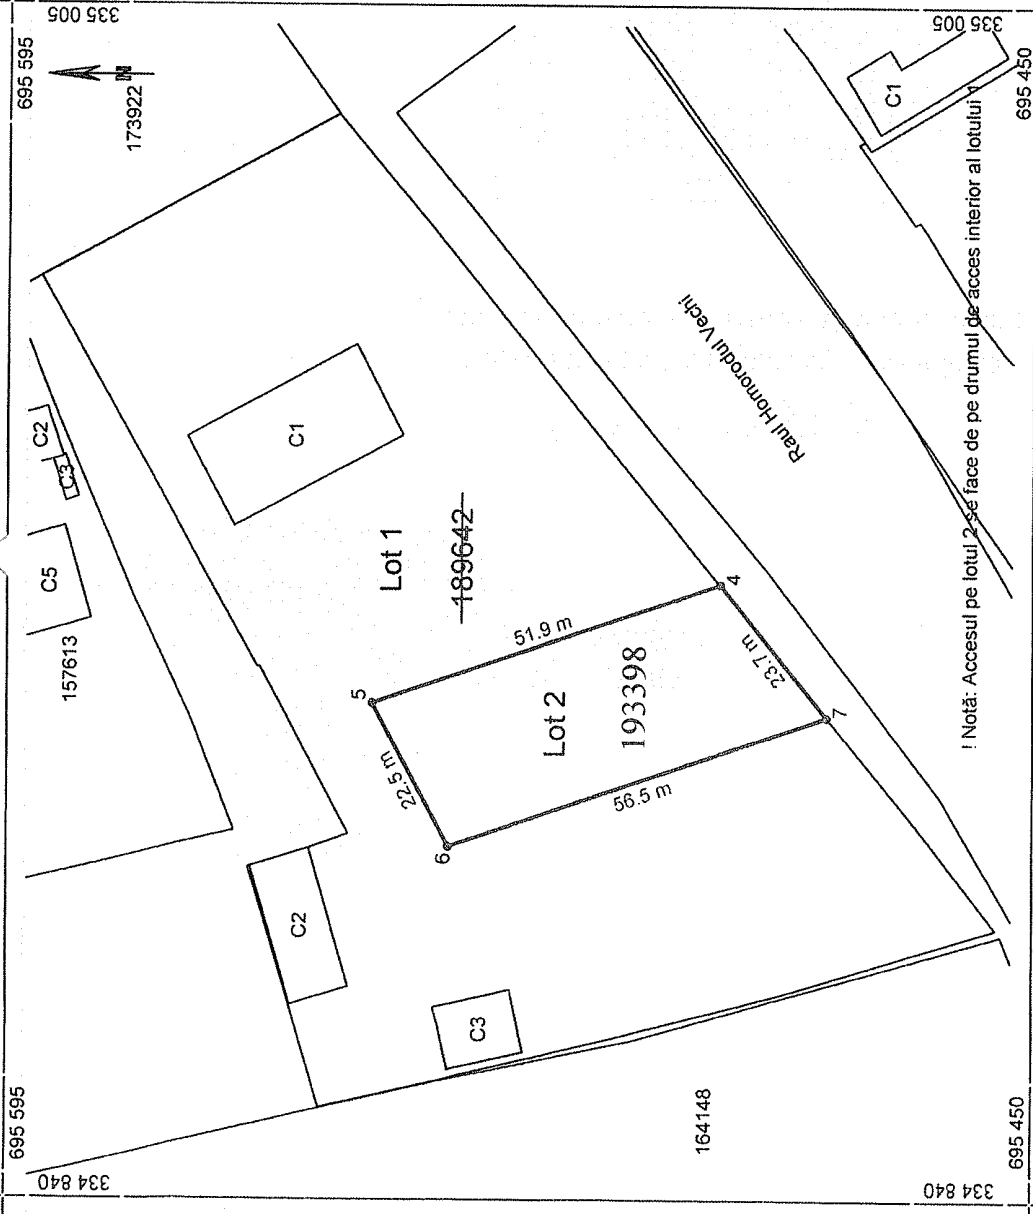 334 840
695 595
695 595
335 005
N
173922
157613
C5
C3
C2
C2
C1
Lot 1
189642
C3
5
6
22.5 m
51.9 m
Lot 2
193398
56.5 m
23.7 m
4
7
Raul Homorodul Vechi
164148
C1
! Notă: Accesul pe lotul 2 se face de pe drumul de acces interior al lotului 1
334 840
695 450
695 450
335 005